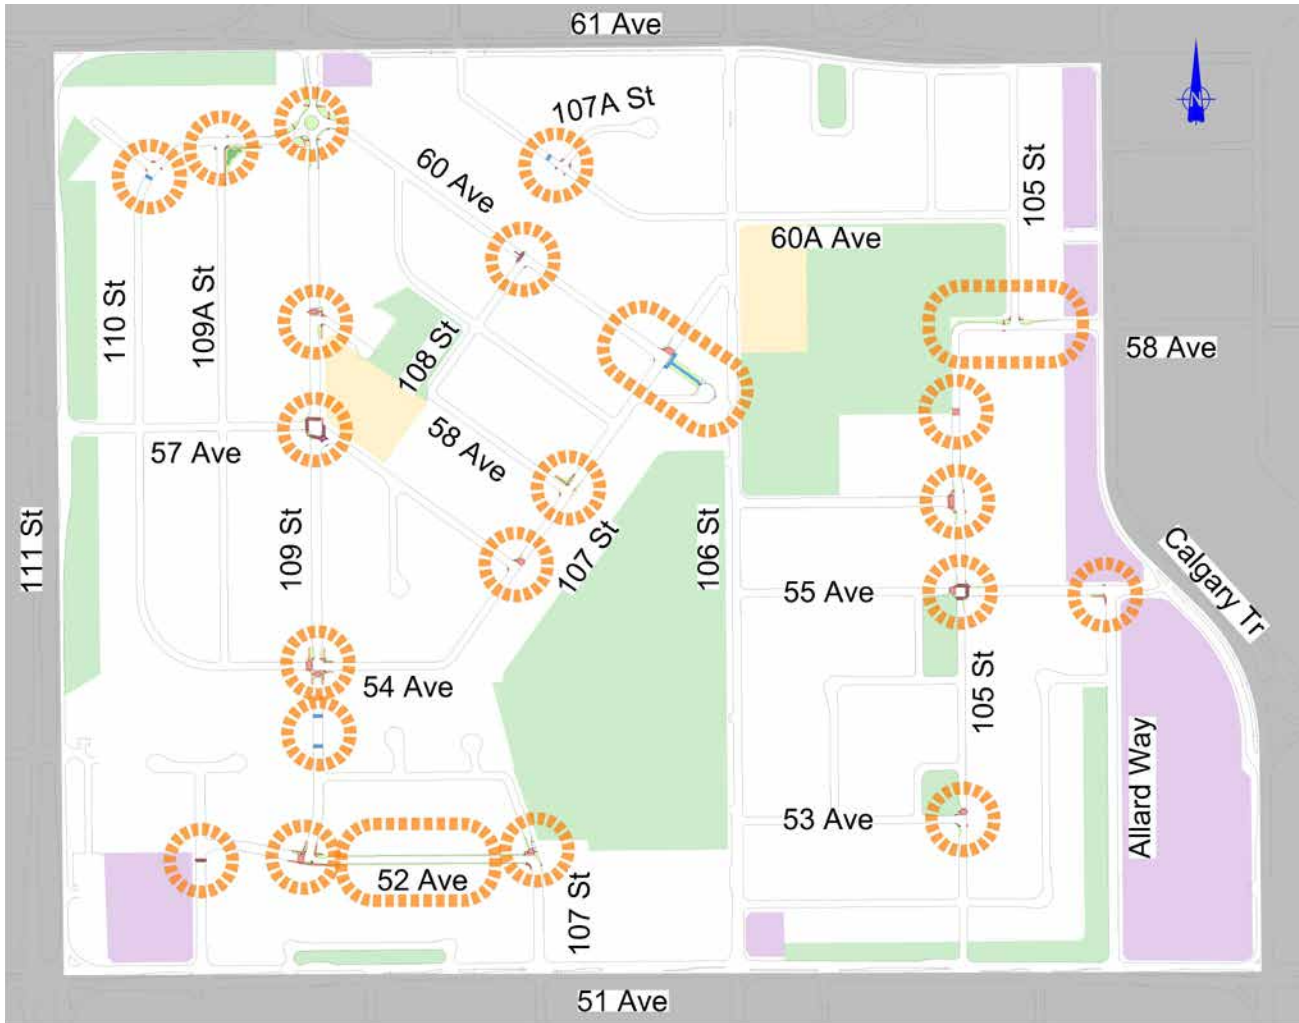 61 Ave
107A St
N
60 Ave
105 St
60A Ave
110 St
109A St
108 St
58 Ave
58 Ave
57 Ave
111 St
109 St
107 St
106 St
55 Ave
Calgary Tr
54 Ave
105 St
Allard Way
53 Ave
52 Ave
107 St
51 Ave